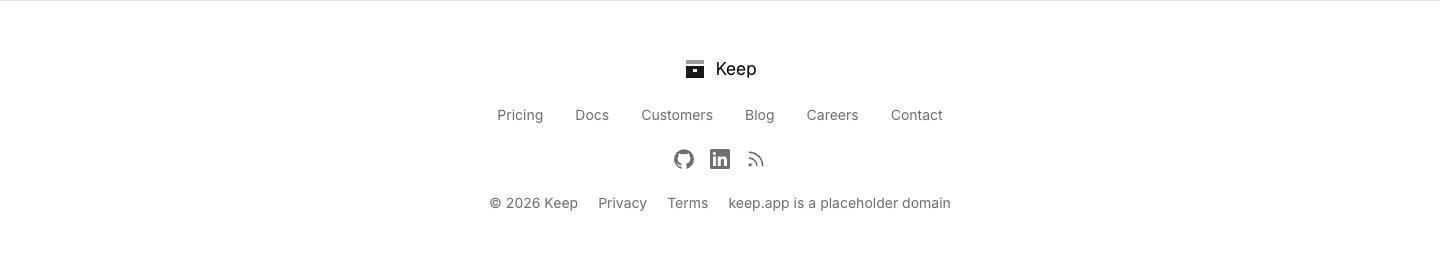 Keep
Pricing Docs Customers Blog Careers Contact
© 2026 Keep Privacy Terms keep.app is a placeholder domain